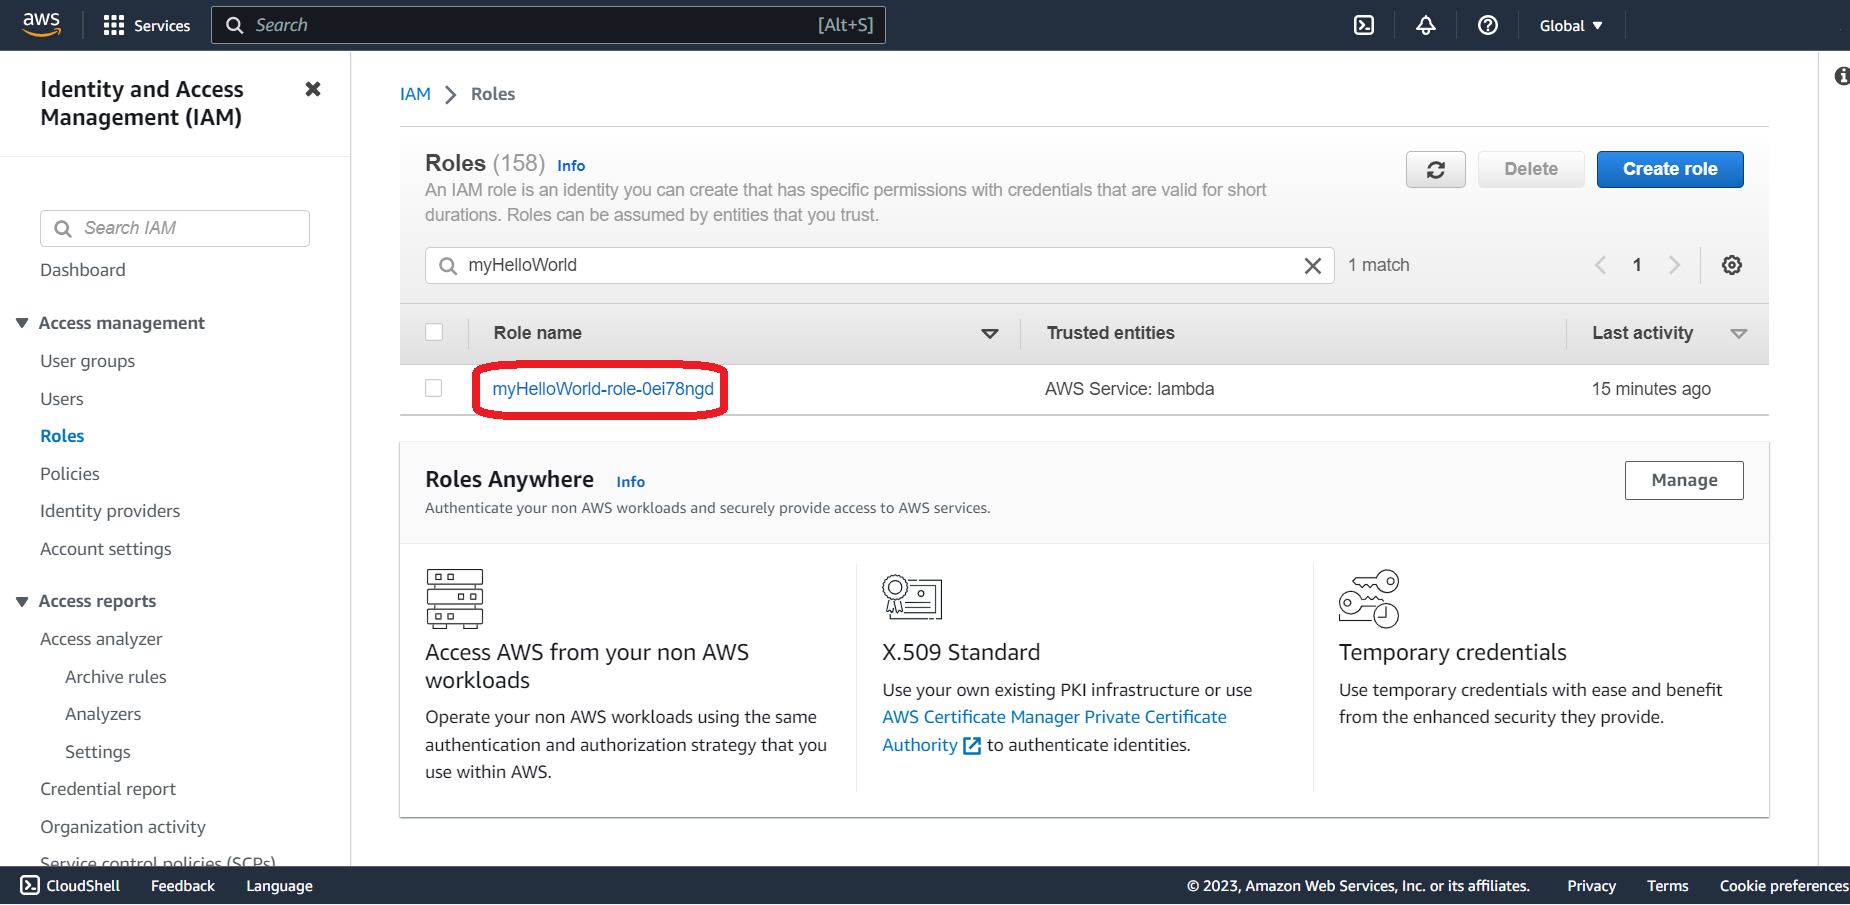 aws
Services
Search
[Alt+S]
Global
Identity and Access
Management (IAM)
Search IAM
Dashboard
Access management
User groups
Users
Roles
Policies
Identity providers
Account settings
Access reports
Access analyzer
Archive rules
Analyzers
Settings
Credential report
Organization activity
Service control policies (SCPs)
IAM
Roles
Roles (158) Info
An IAM role is an identity you can create that has specific permissions with credentials that are valid for short
durations. Roles can be assumed by entities that you trust.
Delete
Create role
myHelloWorld
1 match
1
Role name
Trusted entities
Last activity
myHelloWorld-role-0ei78ngd
AWS Service: lambda
15 minutes ago
Roles Anywhere Info
Authenticate your non AWS workloads and securely provide access to AWS services.
Manage
Access AWS from your non AWS
workloads
Operate your non AWS workloads using the same
authentication and authorization strategy that you
use within AWS.
X.509 Standard
Use your own existing PKI infrastructure or use
AWS Certificate Manager Private Certificate
Authority to authenticate identities.
Temporary credentials
Use temporary credentials with ease and benefit
from the enhanced security they provide.
CloudShell
Feedback
Language
© 2023, Amazon Web Services, Inc. or its affiliates.
Privacy
Terms
Cookie preferences